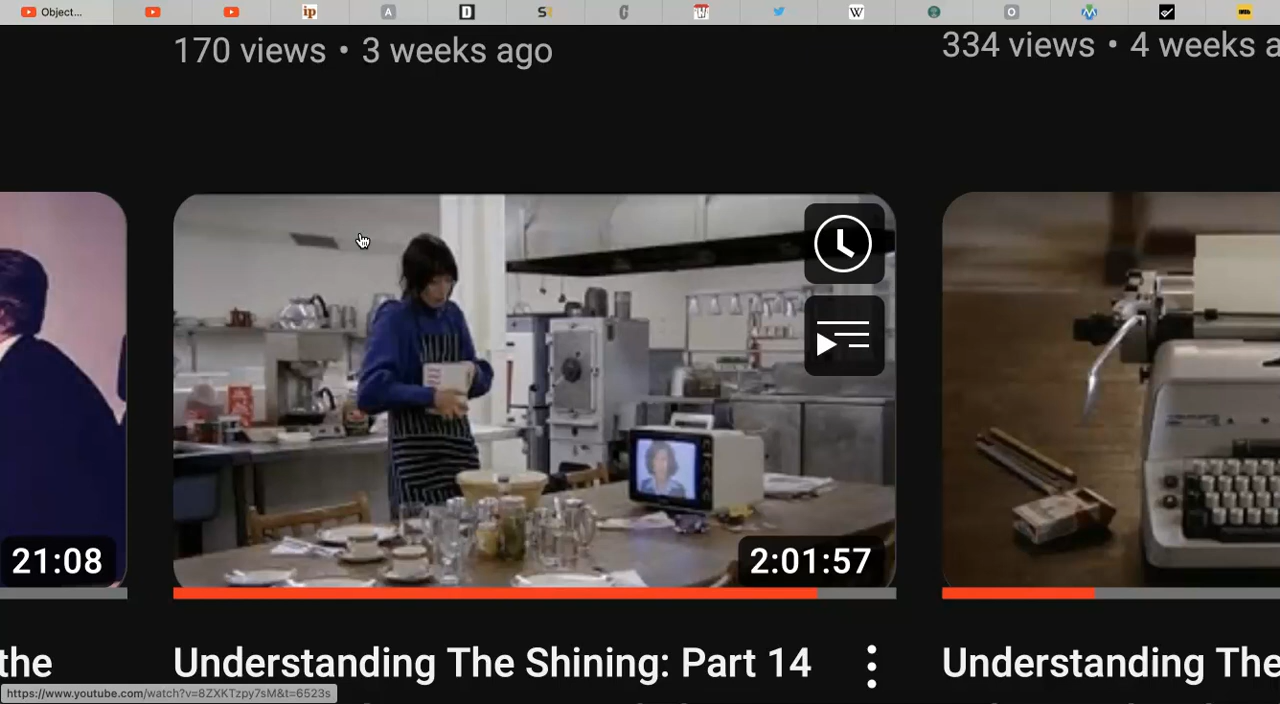 Object...
ip
A
D
W
O
170 views • 3 weeks ago
334 views • 4 weeks a
21:08
2:01:57
the
Understanding The Shining: Part 14
Understanding The
https://www.youtube.com/watch?v=8ZXKTzpy7sM&t=6523s